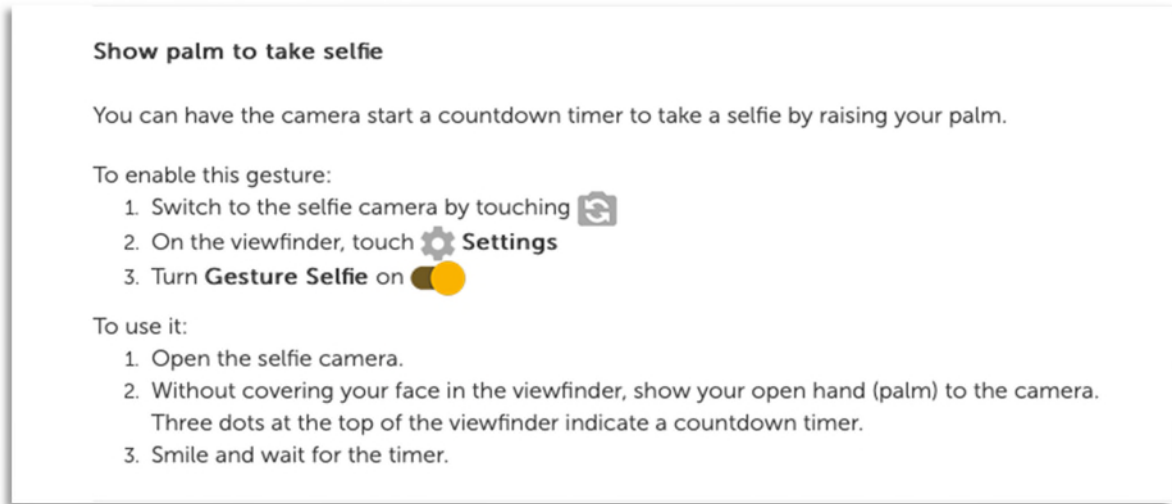 Show palm to take selfie
You can have the camera start a countdown timer to take a selfie by raising your palm.
To enable this gesture:
1. Switch to the selfie camera by touching
2. On the viewfinder, touch Settings
3. Turn Gesture Selfie on
To use it:
1. Open the selfie camera.
2. Without covering your face in the viewfinder, show your open hand (palm) to the camera.
Three dots at the top of the viewfinder indicate a countdown timer.
3. Smile and wait for the timer.